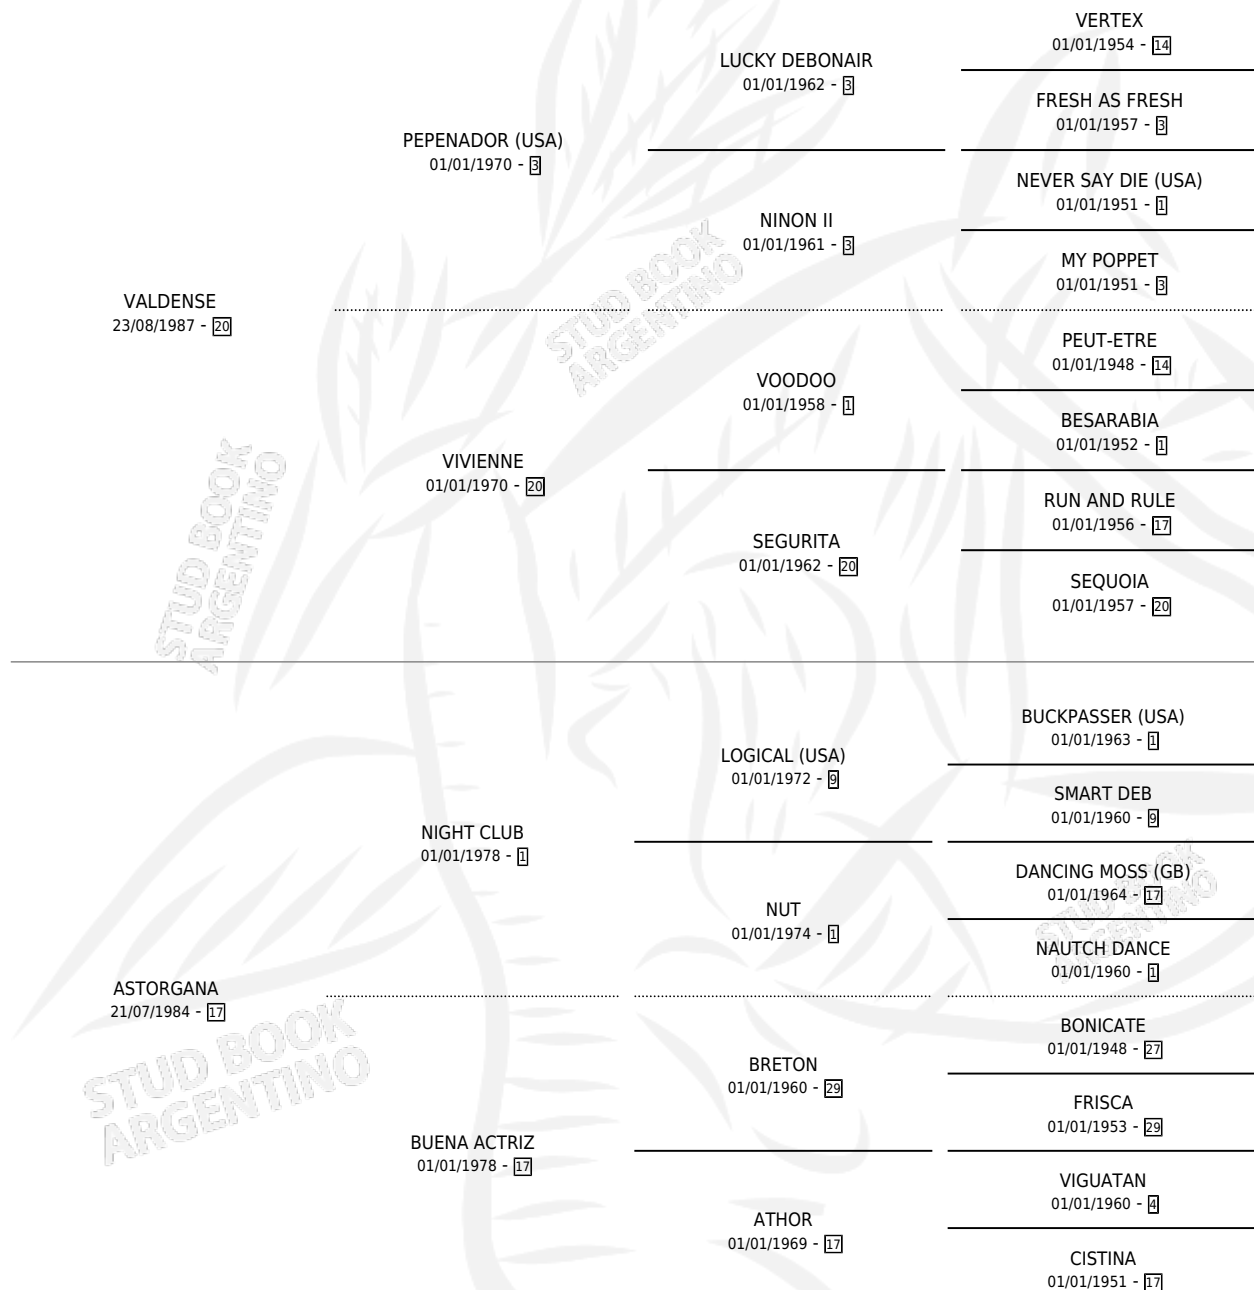 VERTEX
01/01/1954 - 14
LUCKY DEBONAIR
01/01/1962 - 3
FRESH AS FRESH
01/01/1957 - 3
PEPENADOR (USA)
01/01/1970 - 3
NEVER SAY DIE (USA)
01/01/1951 - 1
NINON II
01/01/1961 - 3
MY POPPET
01/01/1951 - 3
VALDENSE
23/08/1987 - 20
PEUT-ETRE
01/01/1948 - 14
VOODOO
01/01/1958 - 1
BESARABIA
01/01/1952 - 1
VIVIENNE
01/01/1970 - 20
RUN AND RULE
01/01/1956 - 17
SEGURITA
01/01/1962 - 20
SEQUOIA
01/01/1957 - 20
BUCKPASSER (USA)
01/01/1963 - 1
LOGICAL (USA)
01/01/1972 - 9
SMART DEB
01/01/1960 - 9
NIGHT CLUB
01/01/1978 - 1
DANCING MOSS (GB)
01/01/1964 - 17
NUT
01/01/1974 - 1
NAUTCH DANCE
01/01/1960 - 1
ASTORGANA
21/07/1984 - 17
BONICATE
01/01/1948 - 27
BRETON
01/01/1960 - 29
FRISCA
01/01/1953 - 29
BUENA ACTRIZ
01/01/1978 - 17
VIGUATAN
01/01/1960 - 4
ATHOR
01/01/1969 - 17
CISTINA
01/01/1951 - 17
STUD BOOK
ARGENTINO
STUD BOOK
ARGENTINO
STUD BOOK
ARGENTINO
STUD BOOK
ARGENTINO